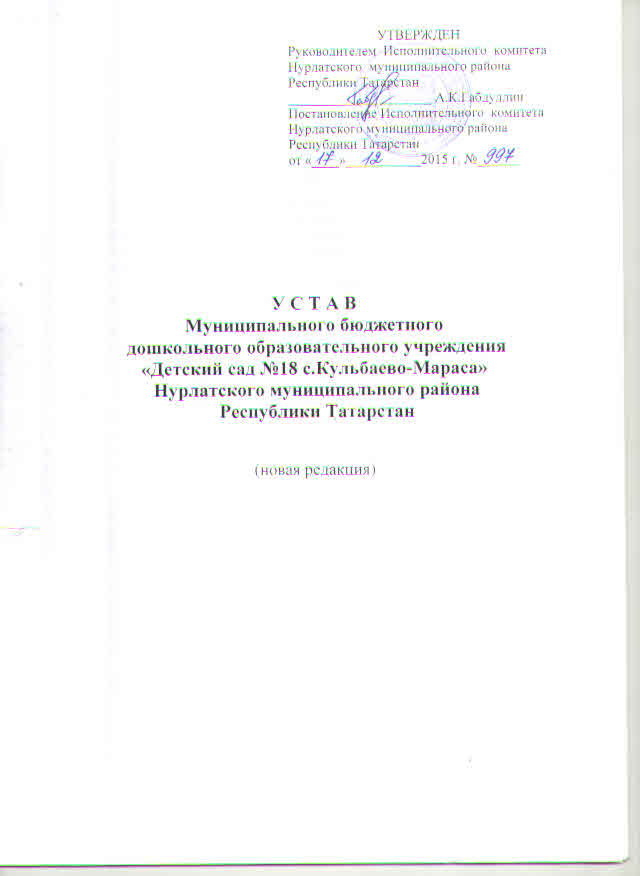 УТВЕРЖДЕН
Руководителем Исполнительного комитета
Нурлатского муниципального района
Республики Татарстан
____________________ А.К.Габдуллин
Постановление Исполнительного комитета
Нурлатского муниципального района
Республики Татарстан
от «17» 12 2015 г. № 997
У С Т А В
Муниципального бюджетного
дошкольного образовательного учреждения
«Детский сад №18 с.Кульбаево-Мараса»
Нурлатского муниципального района
Республики Татарстан
(новая редакция)